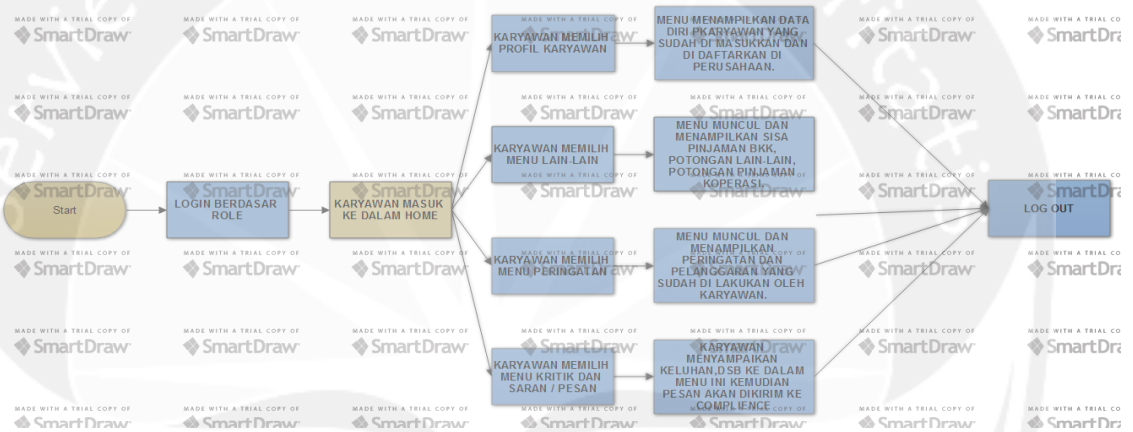 Start
LOGIN BERDASAR
ROLE
KARYAWAN MASUK
KE DALAM HOME
KARYAWAN MEMILIH
PROFIL KARYAWAN
MENU MENAMPILKAN DATA
DIRI PKARYAWAN YANG
SUDAH DI MASUKKAN DAN
DI DAFTARKAN DI
PERUSAHAAN.
KARYAWAN MEMILIH
MENU LAIN-LAIN
MENU MUNCUL DAN
MENAMPILKAN SISA
PINJAMAN BKK,
POTONGAN LAIN-LAIN,
POTONGAN PINJAMAN
KOPERASI,
KARYAWAN MEMILIH
MENU PERINGATAN
MENU MUNCUL DAN
MENAMPILKAN
PERINGATAN DAN
PELANGGARAN YANG
SUDAH DI LAKUKAN OLEH
KARYAWAN.
KARYAWAN MEMILIH
MENU KRITIK DAN
SARAN / PESAN
KARYAWAN
MENYAMPAIKAN
KELUHAN,DSB KE DALAM
MENU INI KEMUDIAN
PESAN AKAN DIKIRIM KE
COMPLIENCE
LOG OUT
MADE WITH A TRIAL COPY OF
SmartDraw